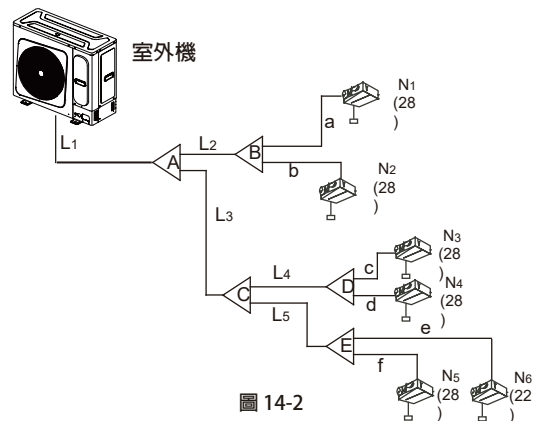 室外機
L1
A
L2
B
a
N1
(28
)
b
N2
(28
)
L3
C
L4
D
c
N3
(28
)
d
N4
(28
)
L5
E
e
f
N5
(28
)
N6
(22
)
圖 14-2